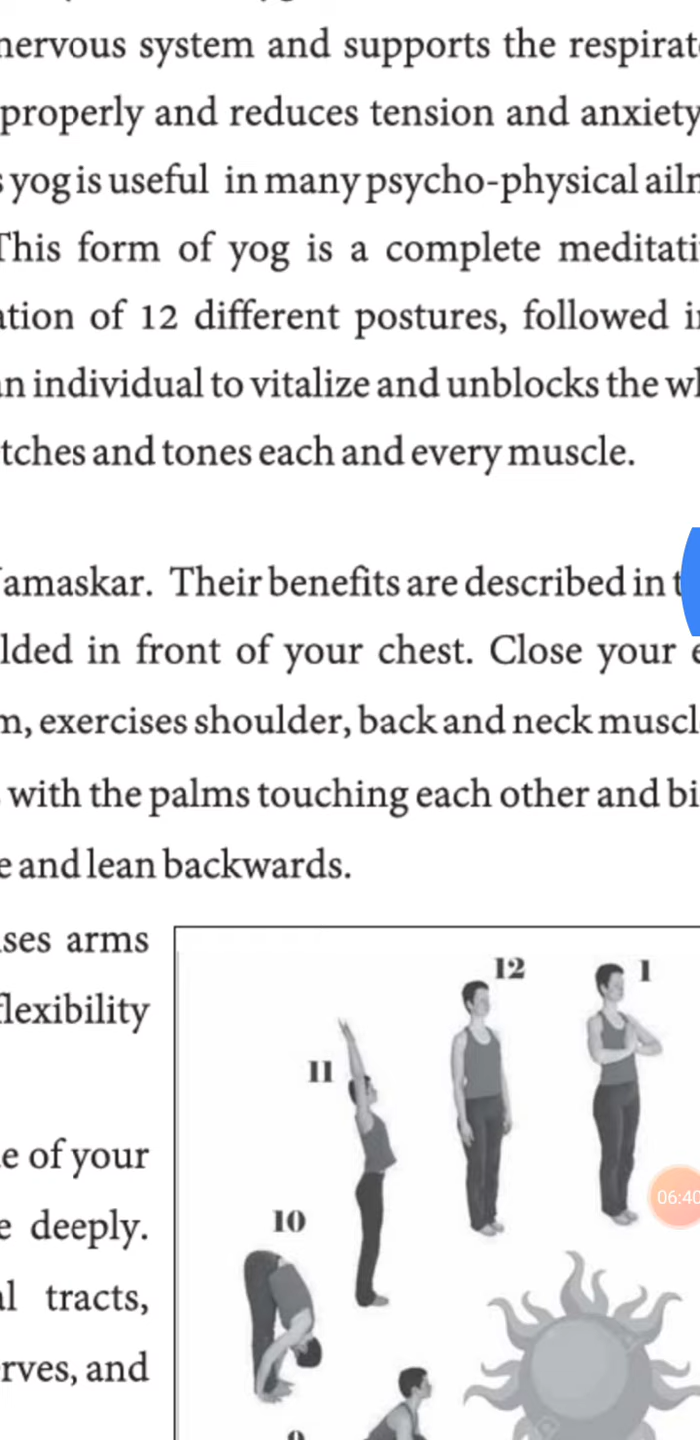 nervous system and supports the respirat
properly and reduces tension and anxiety
s yog is useful in many psycho-physical ail
This form of yog is a complete meditati
ation of 12 different postures, followed i
an individual to vitalize and unblocks the w
tches and tones each and every muscle.
amaskar. Their benefits are described in t
lded in front of your chest. Close your e
m, exercises shoulder, back and neck muscl
with the palms touching each other and bi
e and lean backwards.
ses arms
flexibility
e of your
e deeply.
al tracts,
rves, and
12
1
11
06:40
10
9